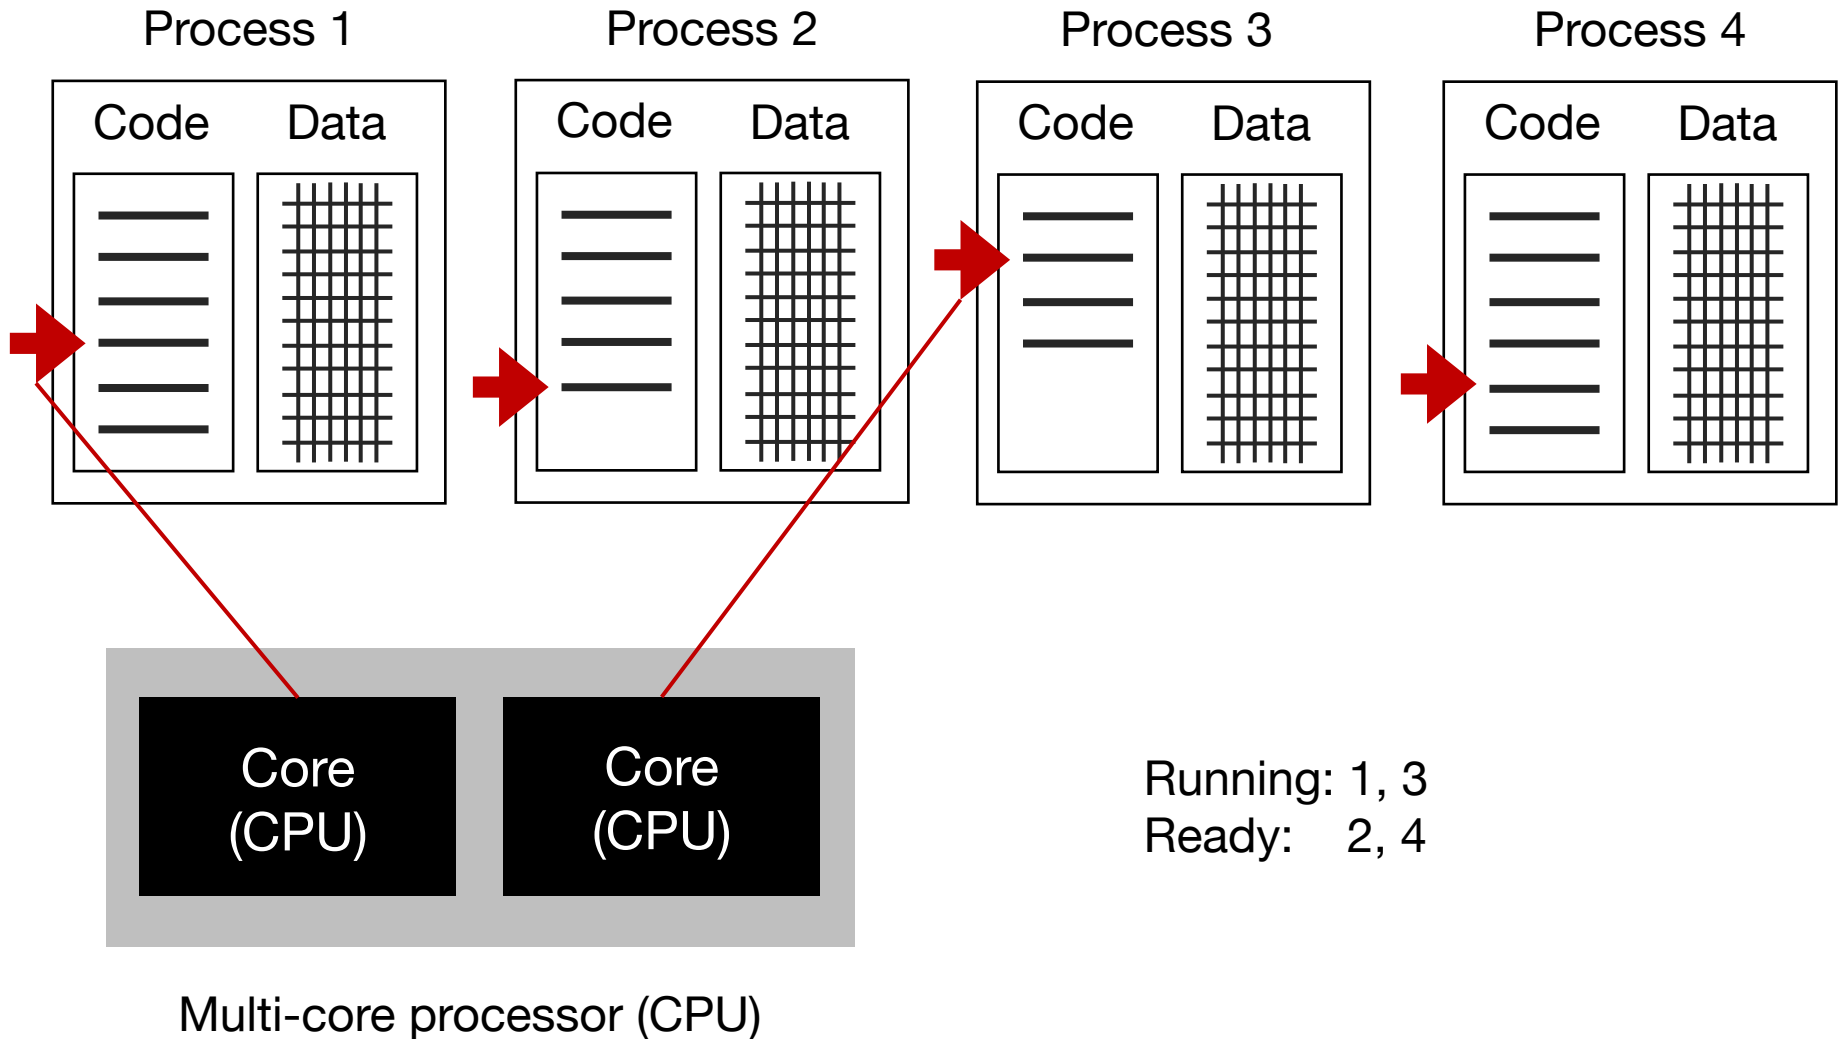 Process 1
Process 2
Process 3
Process 4
Code
Data
Code
Data
Code
Data
Code
Data
Core
(CPU)
Core
(CPU)
Running: 1, 3
Ready: 2, 4
Multi-core processor (CPU)